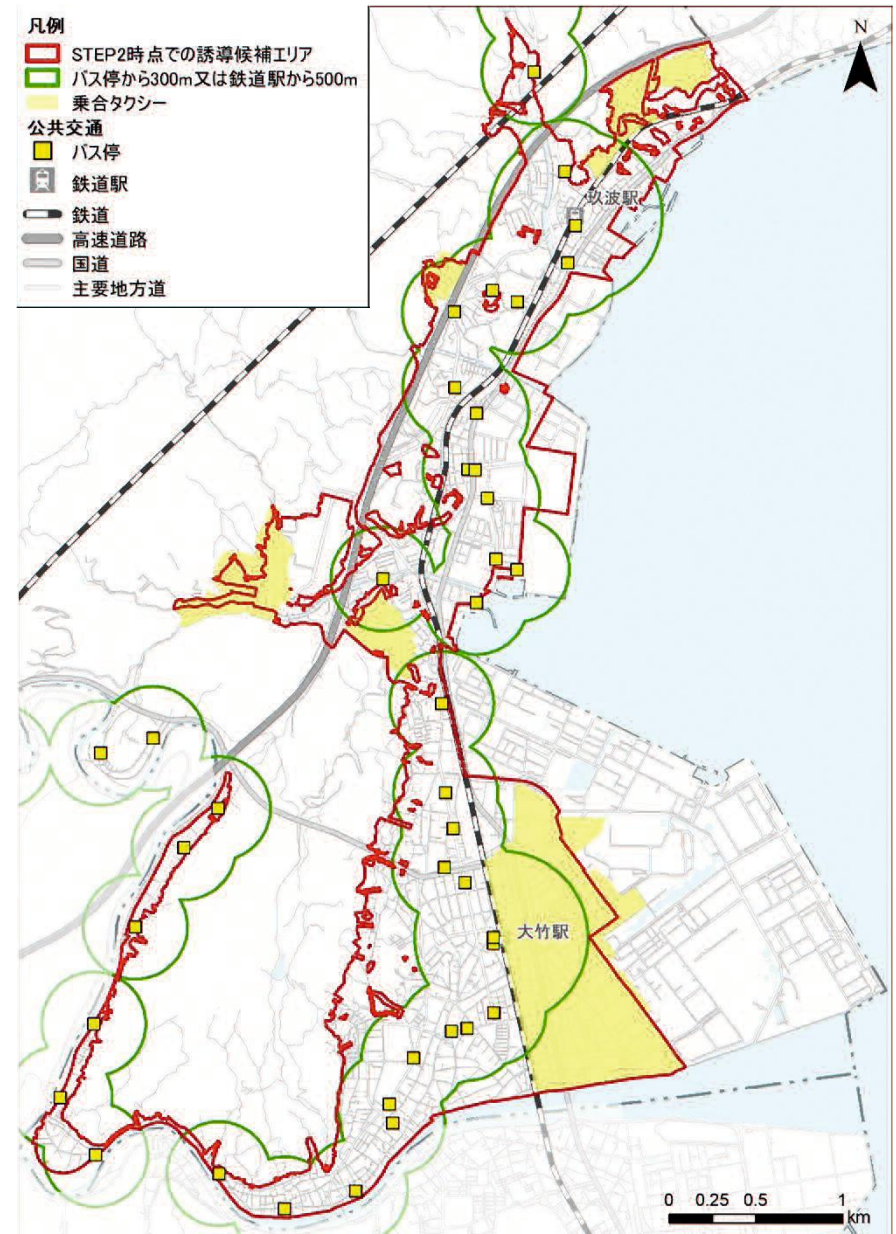 凡例
STEP2時点での誘導候補エリア
バス停から300m又は鉄道駅から500m
乗合タクシー
公共交通
バス停
鉄道駅
鉄道
高速道路
国道
主要地方道
N
玖波駅
大竹駅
0 0.25 0.5 1
km